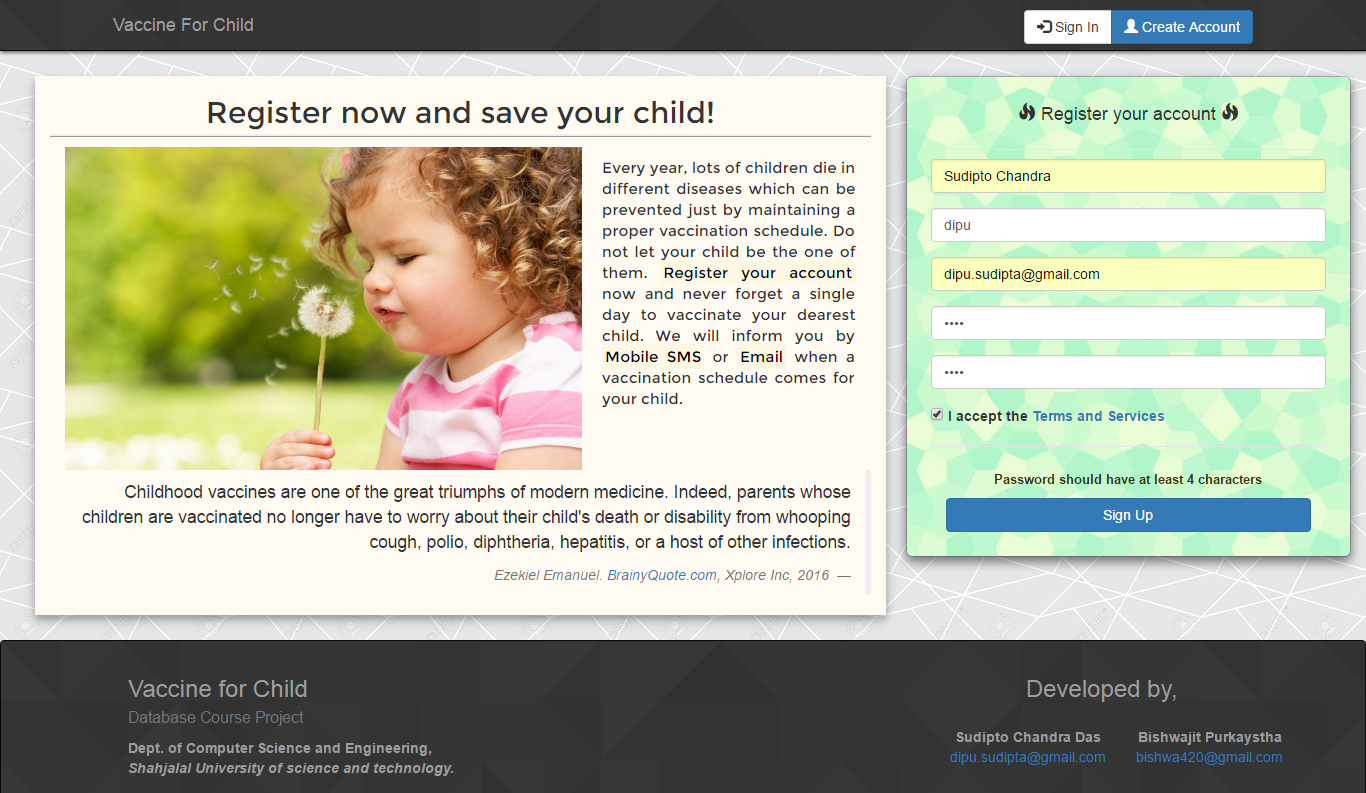 Vaccine For Child
Sign In
Create Account
Register now and save your child!
Every year, lots of children die in
different diseases which can be
prevented just by maintaining a
proper vaccination schedule. Do
not let your child be the one of
them. Register your account
now and never forget a single
day to vaccinate your dearest
child. We will inform you by
Mobile SMS or Email when a
vaccination schedule comes for
your child.
Childhood vaccines are one of the great triumphs of modern medicine. Indeed, parents whose
children are vaccinated no longer have to worry about their child's death or disability from whooping
cough, polio, diphtheria, hepatitis, or a host of other infections.
Ezekiel Emanuel. BrainyQuote.com, Xplore Inc, 2016 —
Register your account
Sudipto Chandra
dipu
dipu.sudipta@gmail.com
••••
••••
I accept the Terms and Services
Password should have at least 4 characters
Sign Up
Vaccine for Child
Database Course Project
Dept. of Computer Science and Engineering,
Shahjalal University of science and technology.
Developed by,
Sudipto Chandra Das
dipu.sudipta@gmail.com
Bishwajit Purkaystha
bishwa420@gmail.com